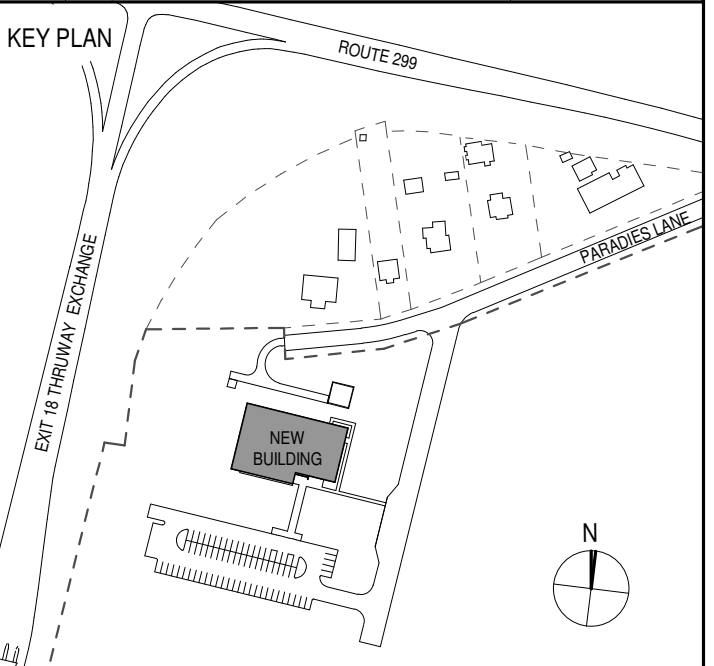 KEY PLAN
ROUTE 299
PARADIES LANE
EXIT 18 THRUWAY EXCHANGE
NEW
BUILDING
N